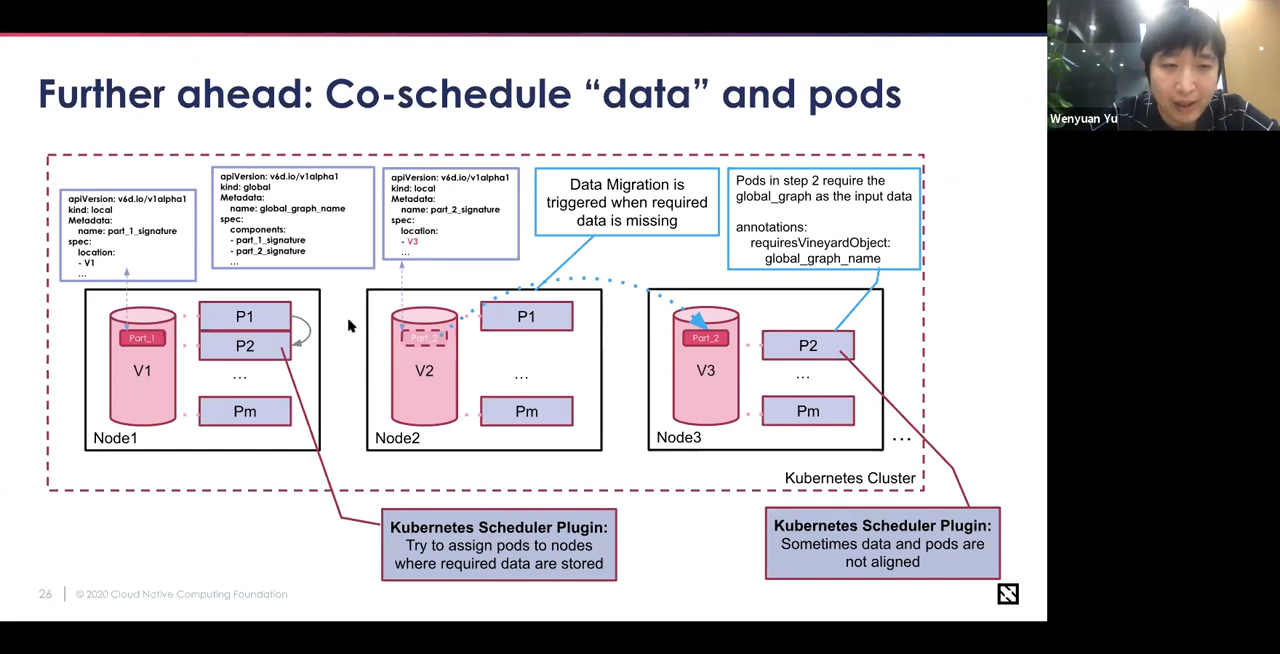 Further ahead: Co-schedule “data” and pods
Wenyuan Yu
apiVersion: v6d.io/v1alpha1
kind: local
Metadata:
name: part_1_signature
spec:
location:
- V1
...
apiVersion: v6d.io/v1alpha1
kind: global
Metadata:
name: global_graph_name
spec:
components:
- part_1_signature
- part_2_signature
...
apiVersion: v6d.io/v1alpha1
kind: local
Metadata:
name: part_2_signature
spec:
location:
- V3
...
Data Migration is
triggered when required
data is missing
Pods in step 2 require the
global_graph as the input data
annotations:
requiresVineyardObject:
global_graph_name
Part_1
V1
P1
P2
...
Pm
Node1
Part_2
V2
P1
...
Pm
Node2
Part_2
V3
P2
...
Pm
Node3
...
Kubernetes Cluster
Kubernetes Scheduler Plugin:
Try to assign pods to nodes
where required data are stored
Kubernetes Scheduler Plugin:
Sometimes data and pods are
not aligned
26
© 2020 Cloud Native Computing Foundation